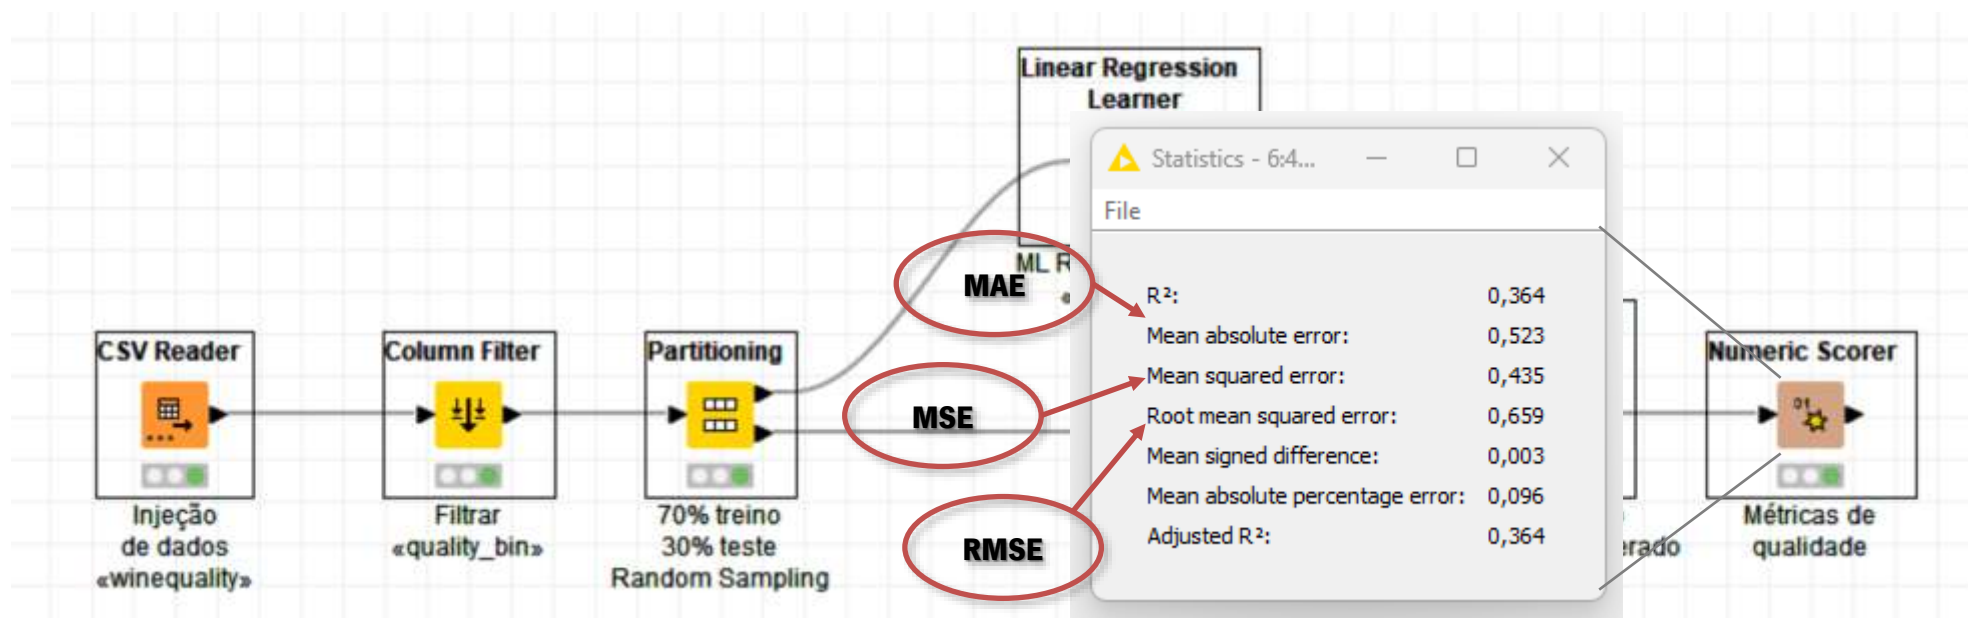 Linear Regression
Learner
Statistics - 6:4...
File
ML R
MAE
R²: 0,364
Mean absolute error: 0,523
Mean squared error: 0,435
Root mean squared error: 0,659
Mean signed difference: 0,003
Mean absolute percentage error: 0,096
Adjusted R²: 0,364
MSE
RMSE
CSV Reader
Injeção
de dados
«winequality»
Column Filter
Filtrar
«quality_bin»
Partitioning
70% treino
30% teste
Random Sampling
erado
Numeric Scorer
01
Métricas de
qualidade